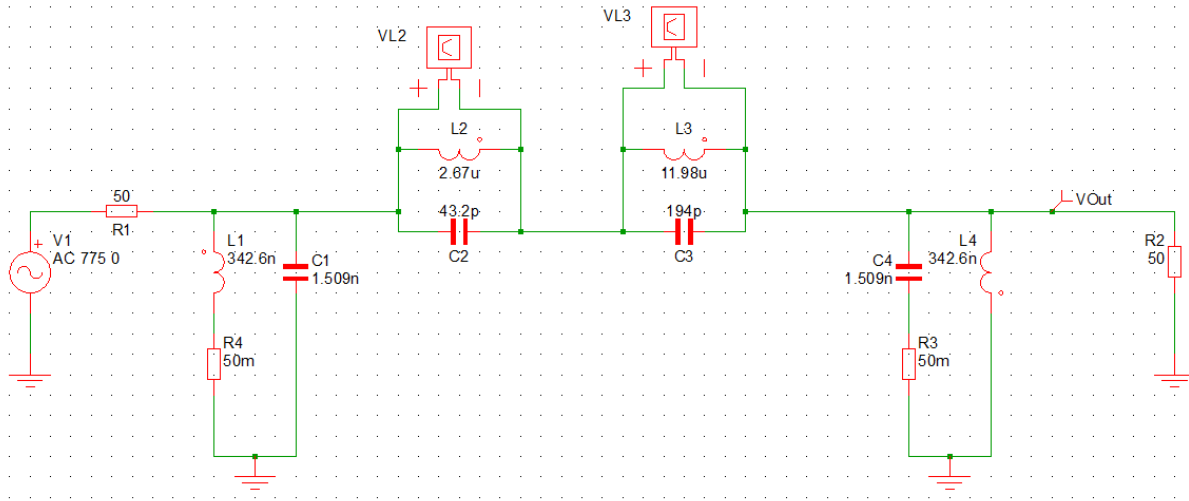 VL3
VL2
L2
2.67u
43.2p
C2
L3
11.98u
194p
C3
50
R1
V1
AC 775 0
L1
342.6n
C1
1.509n
R4
50m
C4
1.509n
L4
342.6n
R3
50m
VOut
R2
50